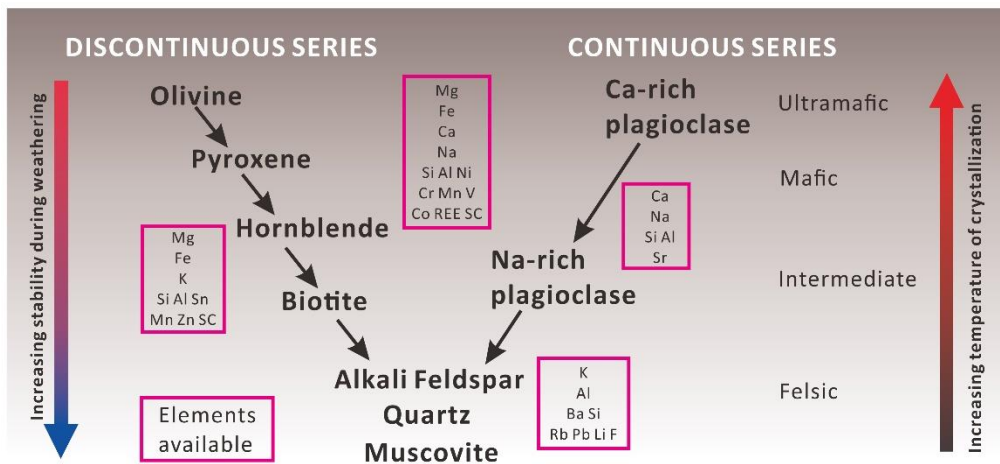 DISCONTINUOUS SERIES
CONTINUOUS SERIES
Increasing stability during weathering
Olivine
Pyroxene
Hornblende
Biotite
Mg
Fe
Ca
Na
Si Al Ni
Cr Mn V
Co REE SC
Mg
Fe
K
Si Al Sn
Mn Zn SC
Ca-rich
plagioclase
Ca
Na
Si Al
Sr
Na-rich
plagioclase
Alkali Feldspar
Quartz
Muscovite
K
Al
Ba Si
Rb Pb Li F
Elements
available
Ultramafic
Mafic
Intermediate
Felsic
Increasing temperature of crystallization